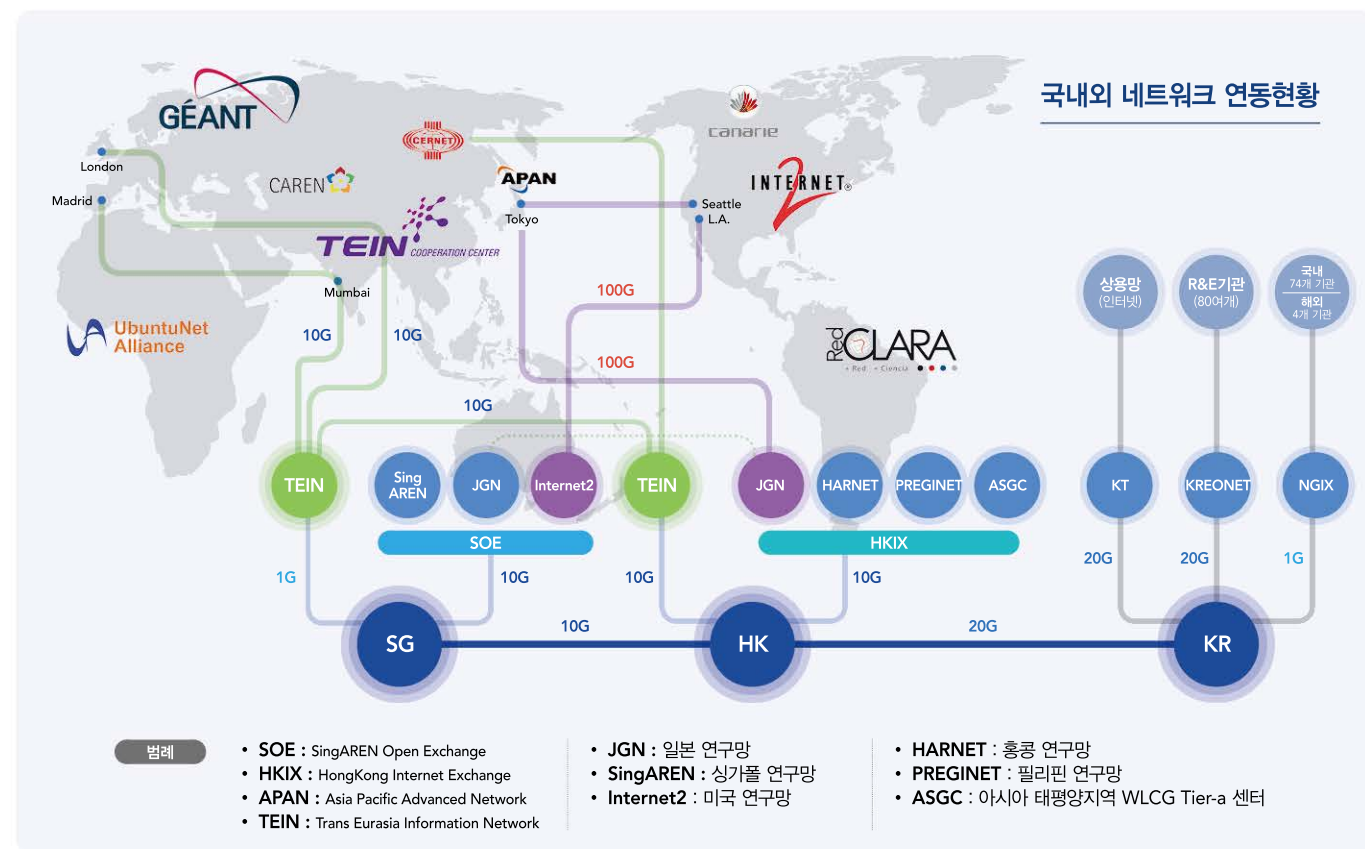 국내외 네트워크 연동현황
GÉANT
CERNET
canarie
London
CAREN
APAN
INTERNET
2
®
Madrid
Tokyo
Seattle
L.A.
TEIN COOPERATION CENTER
Mumbai
100G
상용망
(인터넷)
R&E기관
(80여개)
국내
74개 기관
해외
4개 기관
UbuntuNet
Alliance
10G
10G
Red CLARA
• Red • Ciencia
100G
10G
TEIN
Sing
AREN
JGN
Internet2
TEIN
JGN
HARNET
PREGINET
ASGC
KT
KREONET
NGIX
SOE
HKIX
1G
10G
10G
10G
20G
20G
1G
SG
10G
HK
20G
KR
범례
• SOE : SingAREN Open Exchange
• HKIX : HongKong Internet Exchange
• APAN : Asia Pacific Advanced Network
• TEIN : Trans Eurasia Information Network
• JGN : 일본 연구망
• SingAREN : 싱가폴 연구망
• Internet2 : 미국 연구망
• HARNET : 홍콩 연구망
• PREGINET : 필리핀 연구망
• ASGC : 아시아 태평양지역 WLCG Tier-a 센터